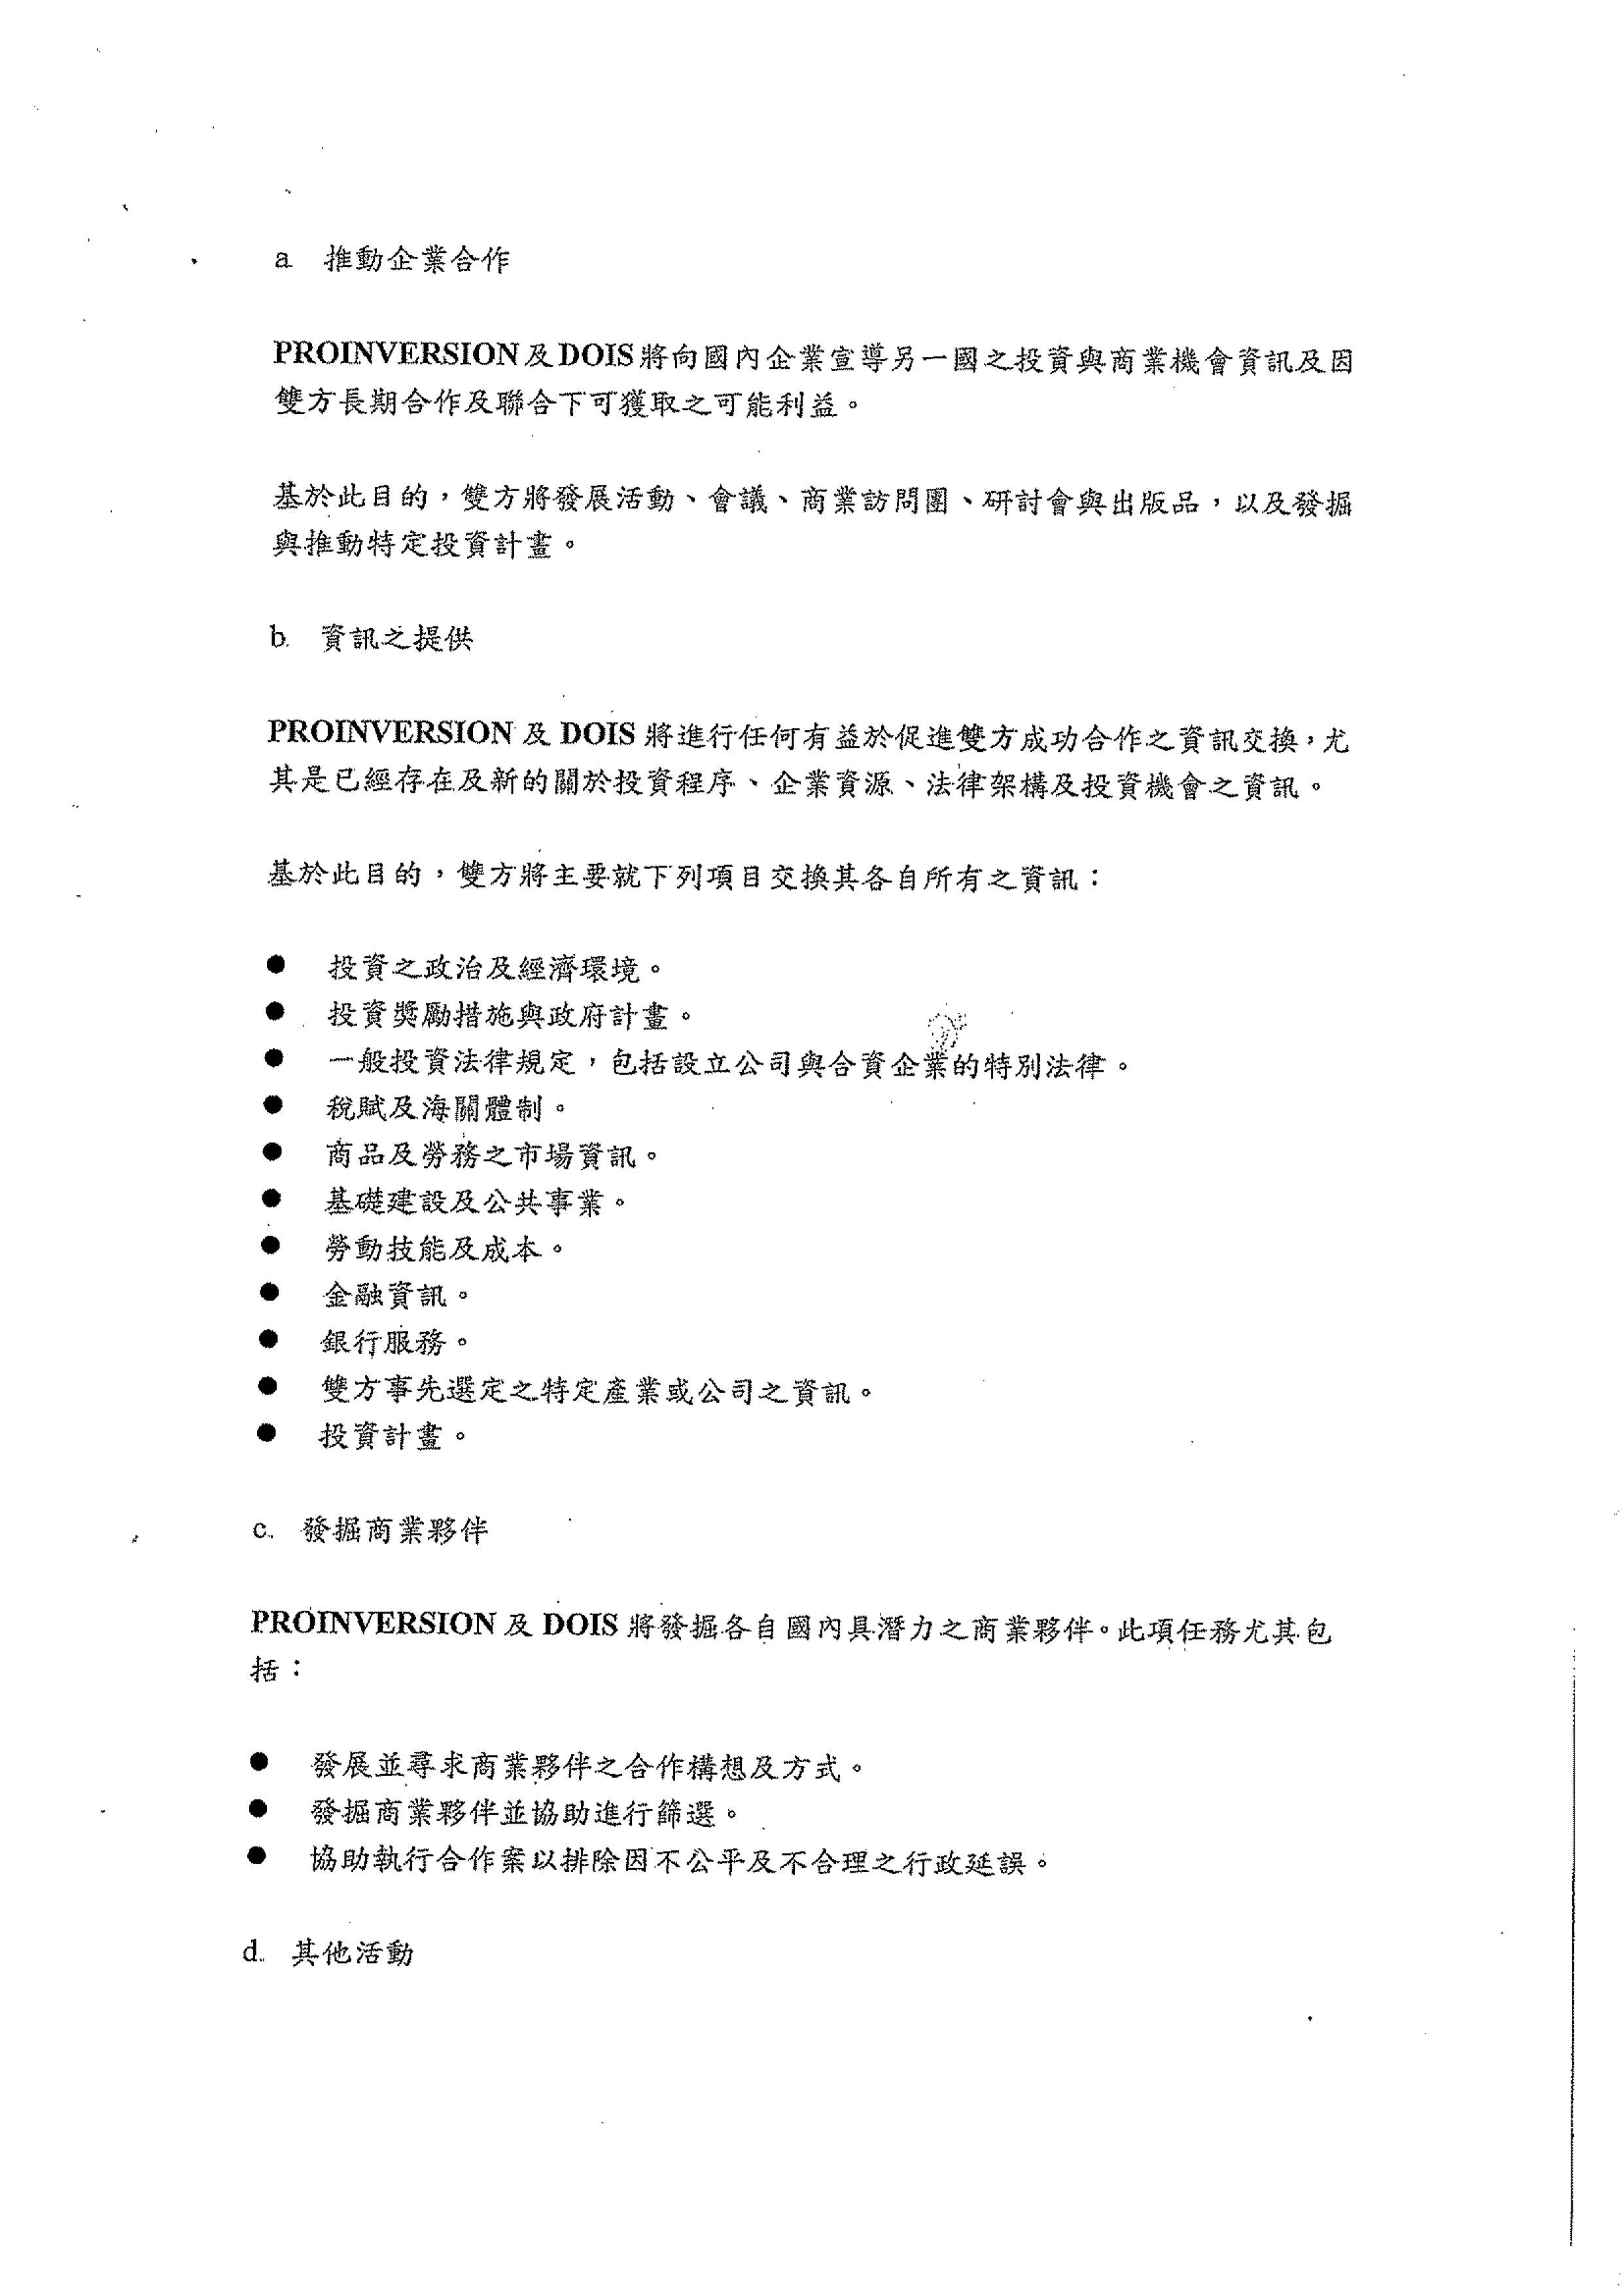 a 推動企業合作
PROINVERSION及DOIS將向國內企業宣導另一國之投資與商業機會資訊及因
雙方長期合作及聯合下可獲取之可能利益。
基於此目的，雙方將發展活動、會議、商業訪問團、研討會與出版品，以及發掘
與推動特定投資計畫。
b. 資訊之提供
PROINVERSION 及 DOIS 將進行任何有益於促進雙方成功合作之資訊交換，尤
其是已經存在及新的關於投資程序、企業資源、法律架構及投資機會之資訊。
基於此目的，雙方將主要就下列項目交換其各自所有之資訊：
● 投資之政治及經濟環境。
● 投資獎勵措施與政府計畫。
● 一般投資法律規定，包括設立公司與合資企業的特別法律。
● 稅賦及海關體制。
● 商品及勞務之市場資訊。
● 基礎建設及公共事業。
● 勞動技能及成本。
● 金融資訊。
● 銀行服務。
● 雙方事先選定之特定產業或公司之資訊。
● 投資計畫。
c. 發掘商業夥伴
PROINVERSION 及 DOIS 將發掘各自國內具潛力之商業夥伴。此項任務尤其包
括：
● 發展並尋求商業夥伴之合作構想及方式。
● 發掘商業夥伴並協助進行篩選。
● 協助執行合作案以排除因不公平及不合理之行政延誤。
d. 其他活動